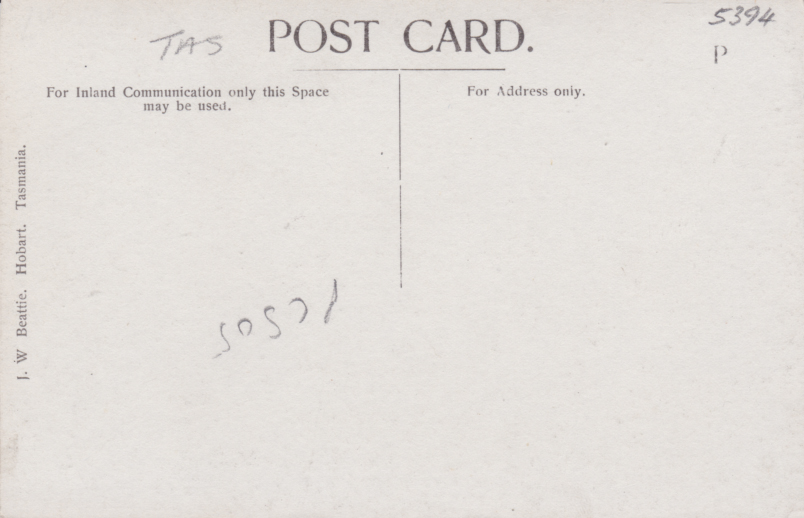 TAS
POST CARD.
5394
P
For Inland Communication only this Space
may be used.
For Address only.
J. W Beattie. Hobart. Tasmania.